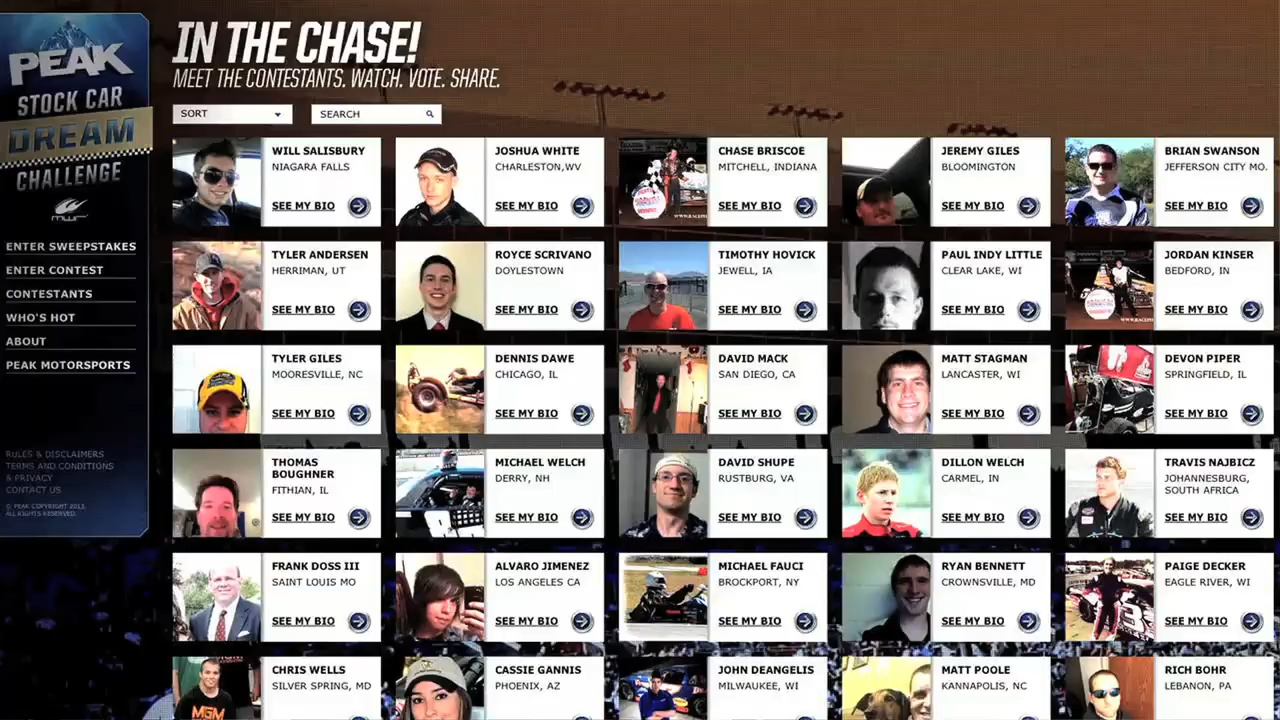 PEAK
STOCK CAR
DREAM
CHALLENGE
MWR
ENTER SWEEPSTAKES
ENTER CONTEST
CONTESTANTS
WHO'S HOT
ABOUT
PEAK MOTORSPORTS
RULES & DISCLAIMERS
TERMS AND CONDITIONS
& PRIVACY
CONTACT US
© PEAK COPYRIGHT 2013.
ALL RIGHTS RESERVED.
IN THE CHASE!
MEET THE CONTESTANTS. WATCH. VOTE. SHARE.
SORT
SEARCH
WILL SALISBURY
NIAGARA FALLS
SEE MY BIO
JOSHUA WHITE
CHARLESTON,WV
SEE MY BIO
CHASE BRISCOE
MITCHELL, INDIANA
SEE MY BIO
JEREMY GILES
BLOOMINGTON
SEE MY BIO
BRIAN SWANSON
JEFFERSON CITY MO.
SEE MY BIO
TYLER ANDERSEN
HERRIMAN, UT
SEE MY BIO
ROYCE SCRIVANO
DOYLESTOWN
SEE MY BIO
TIMOTHY HOVICK
JEWELL, IA
SEE MY BIO
PAUL INDY LITTLE
CLEAR LAKE, WI
SEE MY BIO
JORDAN KINSER
BEDFORD, IN
SEE MY BIO
TYLER GILES
MOORESVILLE, NC
SEE MY BIO
DENNIS DAWE
CHICAGO, IL
SEE MY BIO
DAVID MACK
SAN DIEGO, CA
SEE MY BIO
MATT STAGMAN
LANCASTER, WI
SEE MY BIO
DEVON PIPER
SPRINGFIELD, IL
SEE MY BIO
THOMAS
BOUGHNER
FITHIAN, IL
SEE MY BIO
MICHAEL WELCH
DERRY, NH
SEE MY BIO
DAVID SHUPE
RUSTBURG, VA
SEE MY BIO
DILLON WELCH
CARMEL, IN
SEE MY BIO
TRAVIS NAJBICZ
JOHANNESBURG,
SOUTH AFRICA
SEE MY BIO
FRANK DOSS III
SAINT LOUIS MO
SEE MY BIO
ALVARO JIMENEZ
LOS ANGELES CA
SEE MY BIO
MICHAEL FAUCI
BROCKPORT, NY
SEE MY BIO
RYAN BENNETT
CROWNSVILLE, MD
SEE MY BIO
PAIGE DECKER
EAGLE RIVER, WI
SEE MY BIO
CHRIS WELLS
SILVER SPRING, MD
MGM
CASSIE GANNIS
PHOENIX, AZ
JOHN DEANGELIS
MILWAUKEE, WI
MATT POOLE
KANNAPOLIS, NC
RICH BOHR
LEBANON, PA